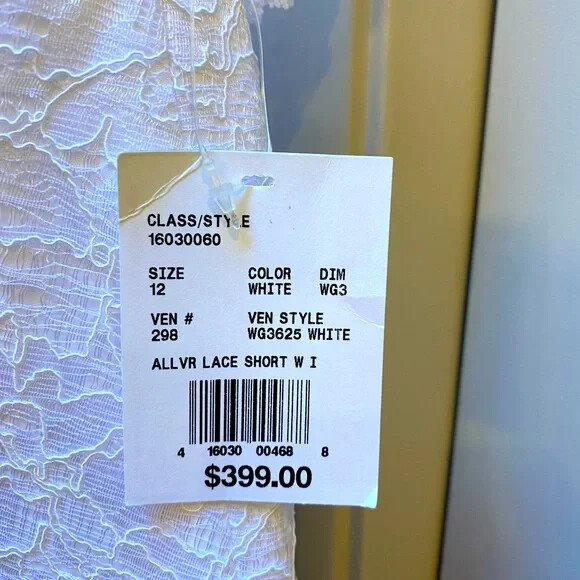 CLASS/STYLE
16030060
SIZE COLOR DIM
12 WHITE WG3
VEN # VEN STYLE
298 WG3625 WHITE
ALLVR LACE SHORT W I
4 16030 00468 8
$399.00